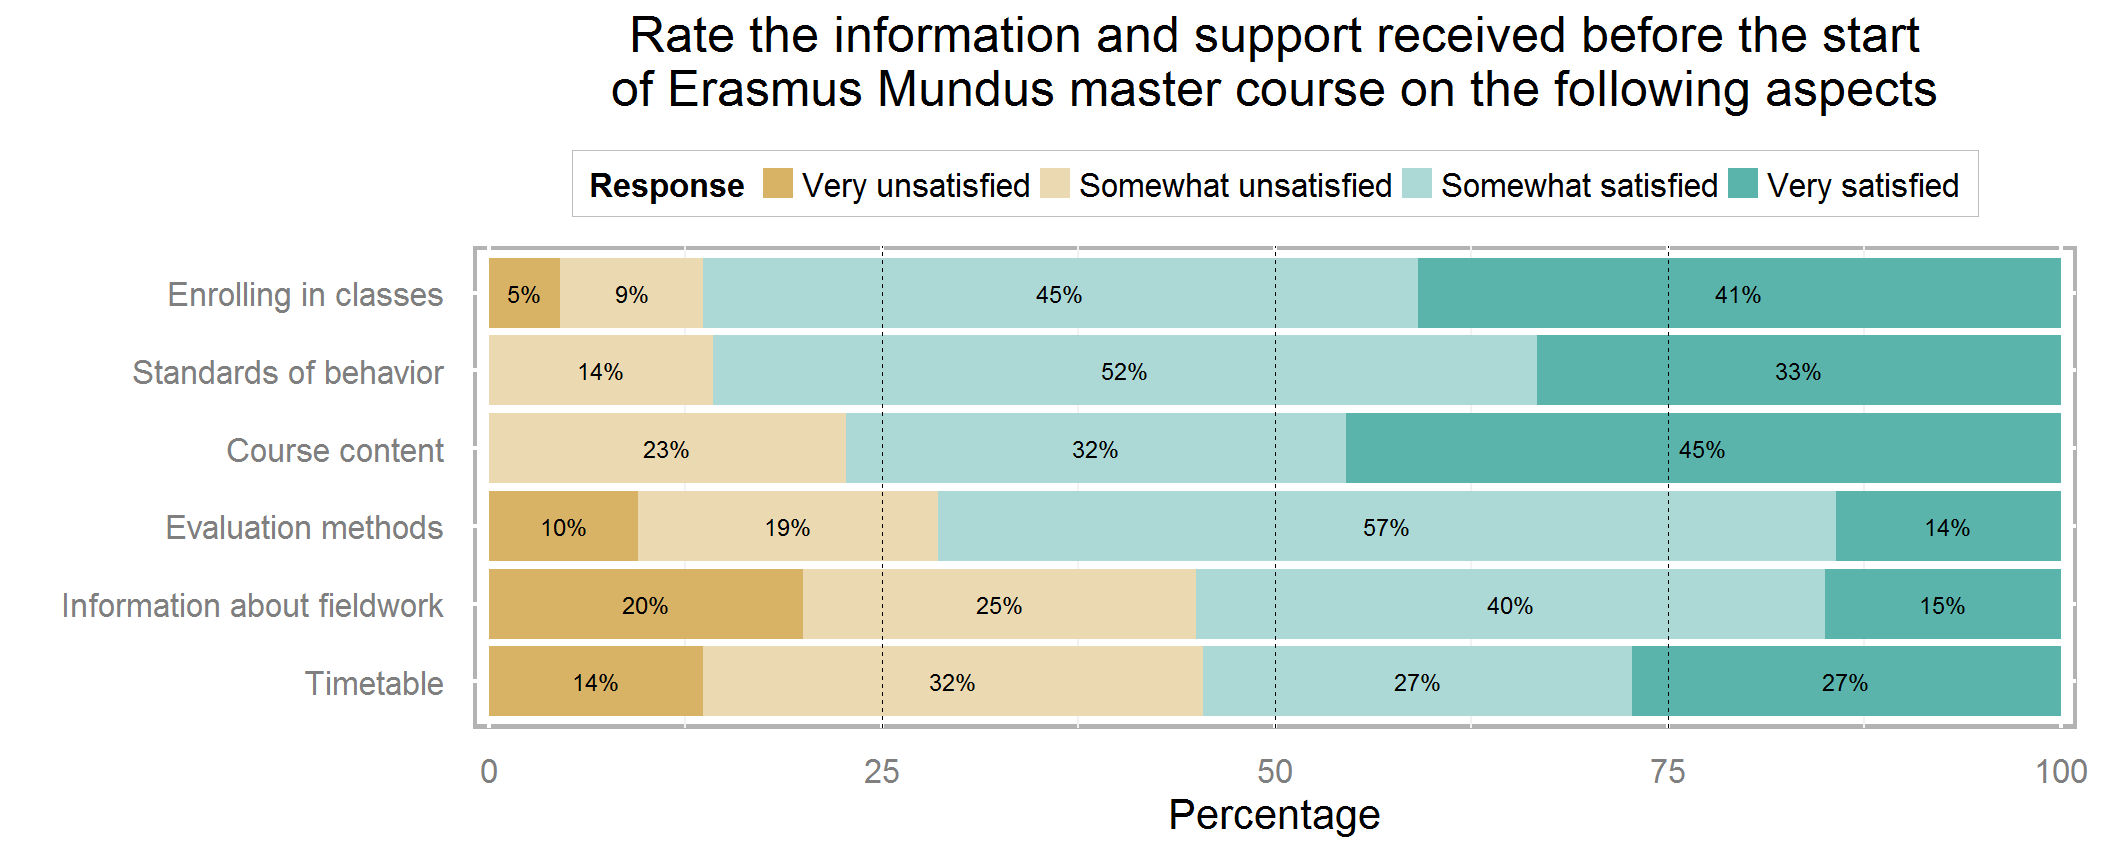 Rate the information and support received before the start
of Erasmus Mundus master course on the following aspects
Response Very unsatisfied Somewhat unsatisfied Somewhat satisfied Very satisfied
Enrolling in classes 5% 9% 45% 41%
Standards of behavior 14% 52% 33%
Course content 23% 32% 45%
Evaluation methods 10% 19% 57% 14%
Information about fieldwork 20% 25% 40% 15%
Timetable 14% 32% 27% 27%
0 25 50 75 100
Percentage